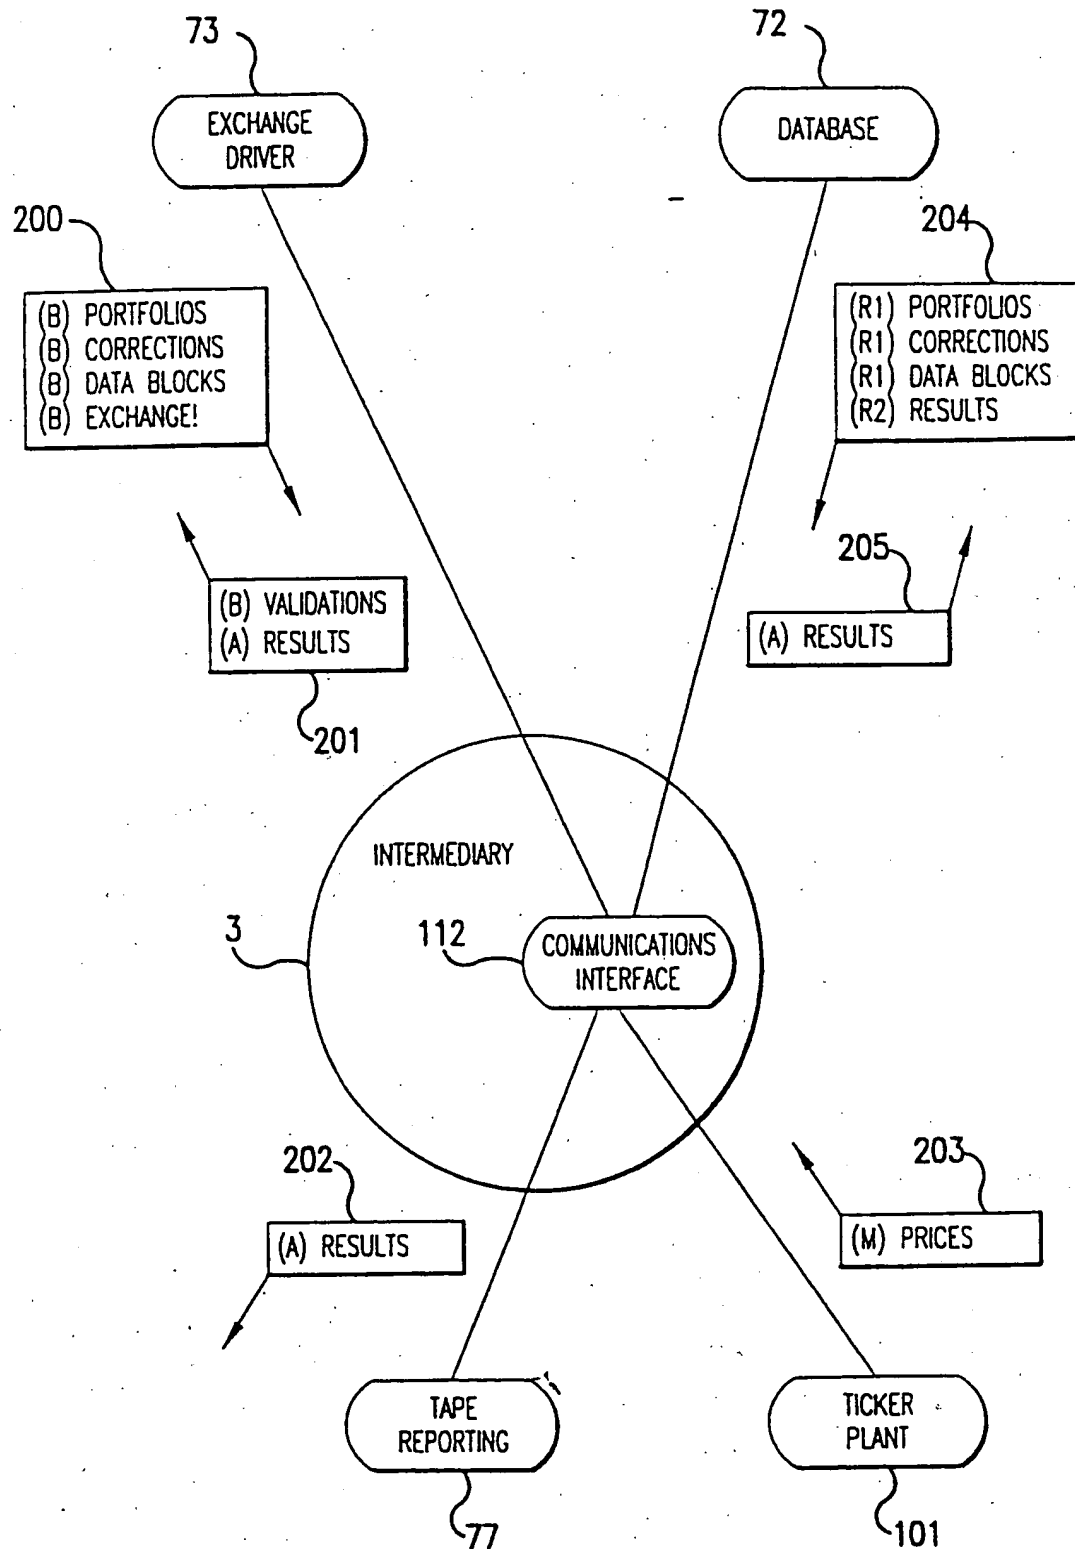 73
72
EXCHANGE
DRIVER
DATABASE
200
204
(B) PORTFOLIOS
(B) CORRECTIONS
(B) DATA BLOCKS
(B) EXCHANGE!
(R1) PORTFOLIOS
(R1) CORRECTIONS
(R1) DATA BLOCKS
(R2) RESULTS
205
(B) VALIDATIONS
(A) RESULTS
(A) RESULTS
201
INTERMEDIARY
3
112
COMMUNICATIONS
INTERFACE
202
203
(A) RESULTS
(M) PRICES
TAPE
REPORTING
TICKER
PLANT
77
101